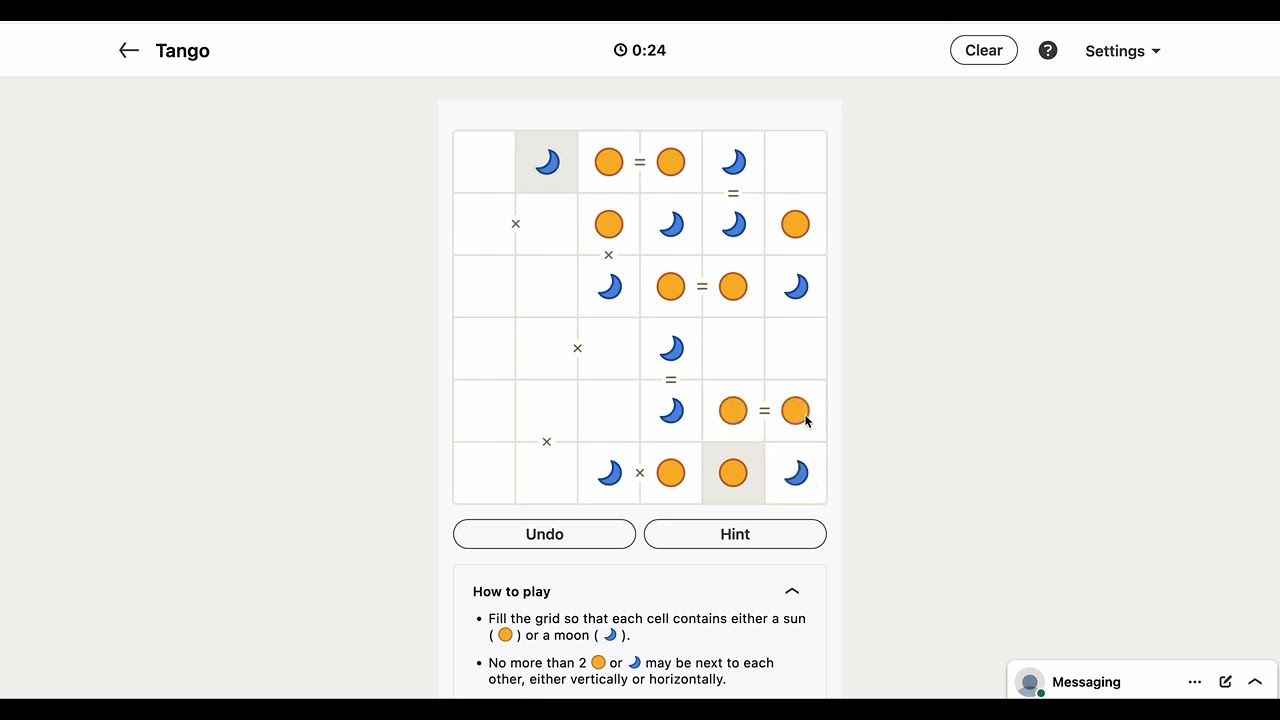 Tango
0:24
Clear
?
Settings
=
=
×
×
=
×
=
=
×
×
Undo
Hint
How to play
• Fill the grid so that each cell contains either a sun
( ) or a moon ( ).
• No more than 2 or may be next to each
other, either vertically or horizontally.
Messaging